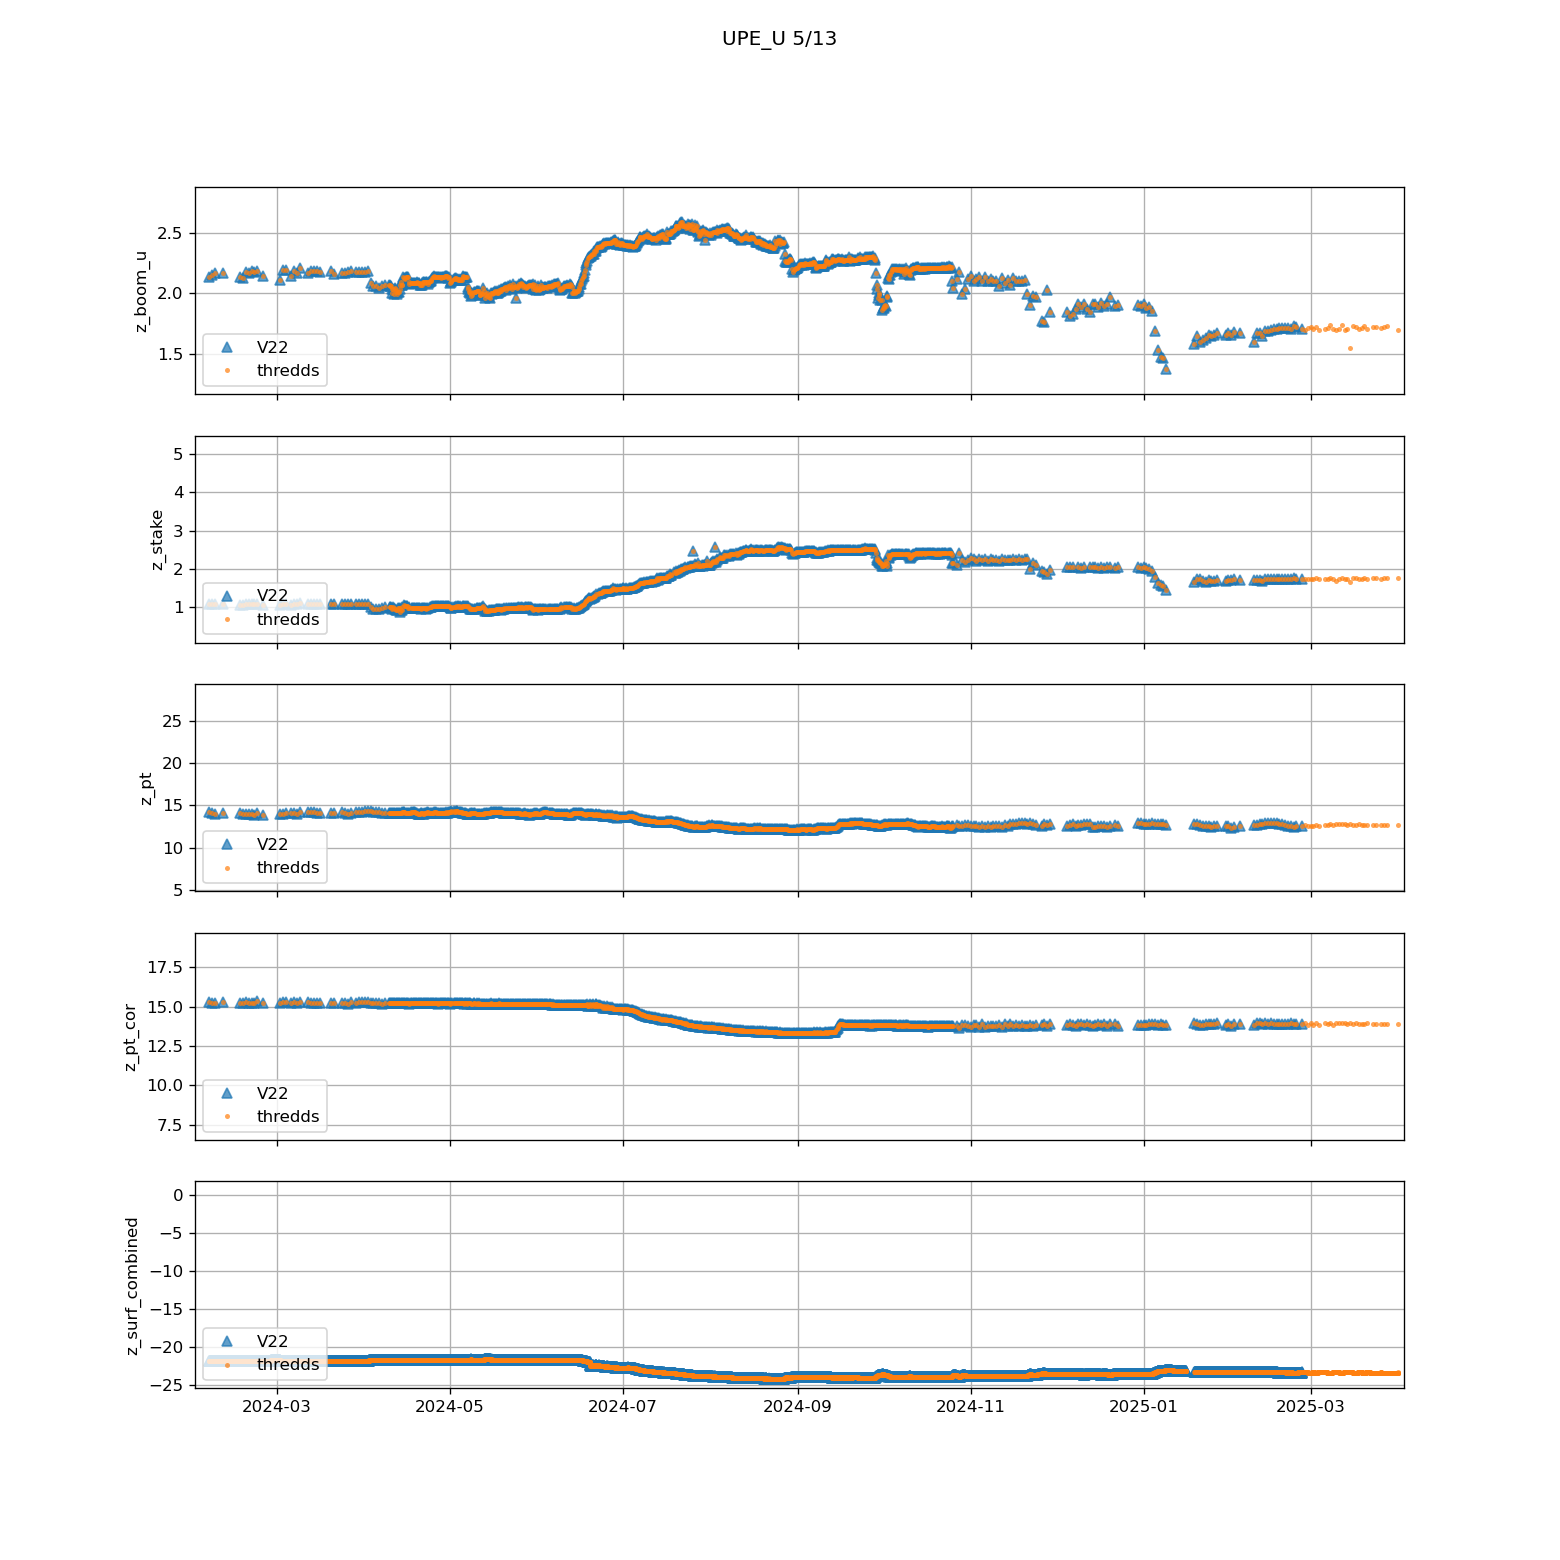 UPE_U 5/13
z_boom_u
2.5
2.0
1.5
V22
thredds
z_stake
5
4
3
2
1
V22
thredds
z_pt
25
20
15
10
5
V22
thredds
z_pt_cor
17.5
15.0
12.5
10.0
7.5
V22
thredds
z_surf_combined
0
−5
−10
−15
−20
−25
V22
thredds
2024-03 2024-05 2024-07 2024-09 2024-11 2025-01 2025-03